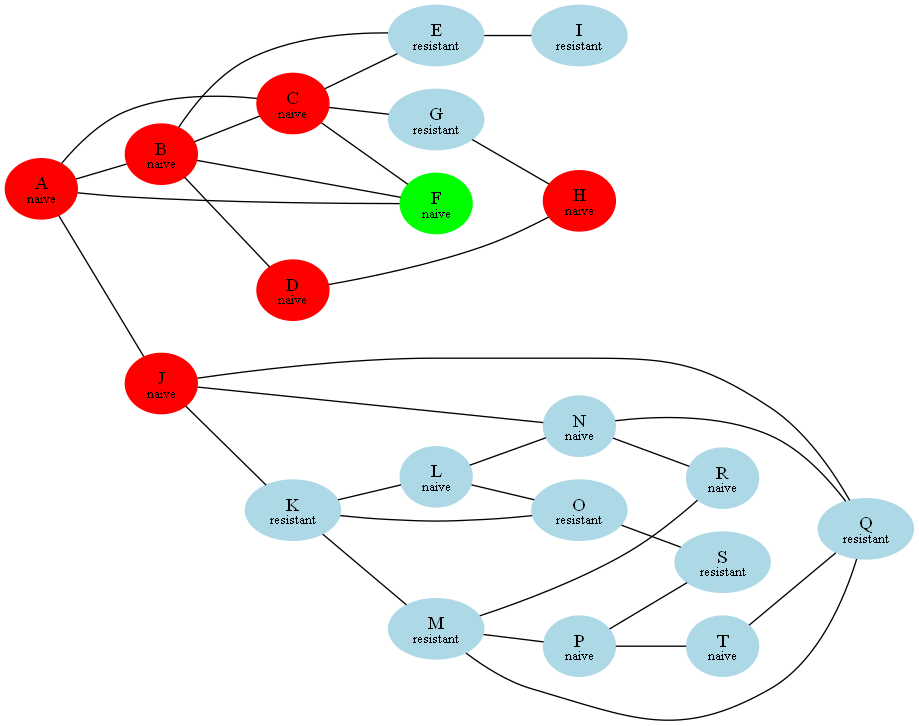 A
naive
B
naive
C
naive
D
naive
E
resistant
F
naive
G
resistant
H
naive
I
resistant
J
naive
K
resistant
L
naive
M
resistant
N
naive
O
resistant
P
naive
Q
resistant
R
naive
S
resistant
T
naive